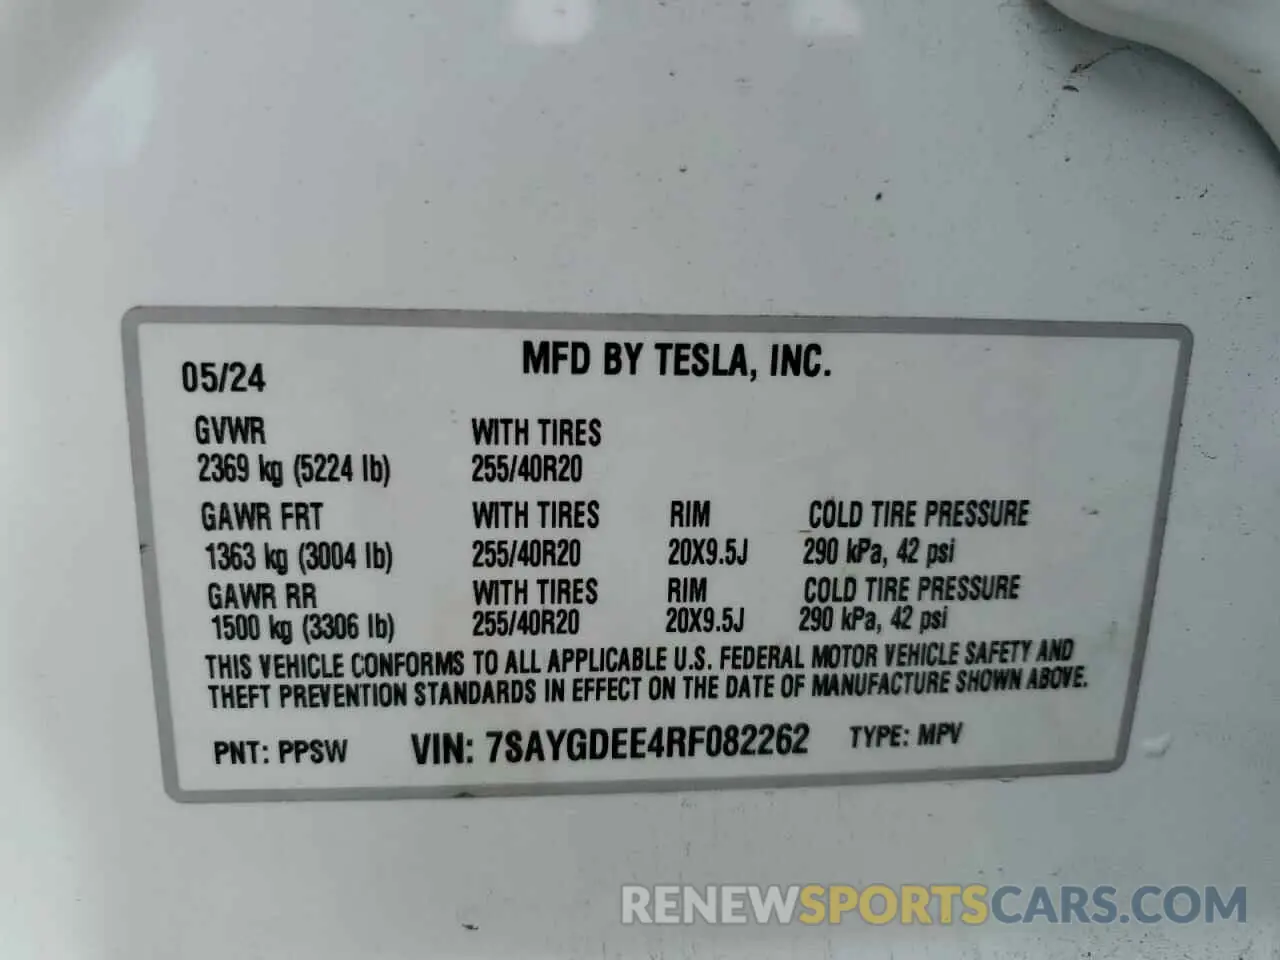 MFD BY TESLA, INC.
05/24
GVWR WITH TIRES
2369 kg (5224 lb) 255/40R20
GAWR FRT WITH TIRES RIM COLD TIRE PRESSURE
1363 kg (3004 lb) 255/40R20 20X9.5J 290 kPa, 42 psi
GAWR RR WITH TIRES RIM COLD TIRE PRESSURE
1500 kg (3306 lb) 255/40R20 20X9.5J 290 kPa, 42 psi
THIS VEHICLE CONFORMS TO ALL APPLICABLE U.S. FEDERAL MOTOR VEHICLE SAFETY AND
THEFT PREVENTION STANDARDS IN EFFECT ON THE DATE OF MANUFACTURE SHOWN ABOVE.
PNT: PPSW VIN: 7SAYGDEE4RF082262 TYPE: MPV
RENEWSPORTSCARS.COM